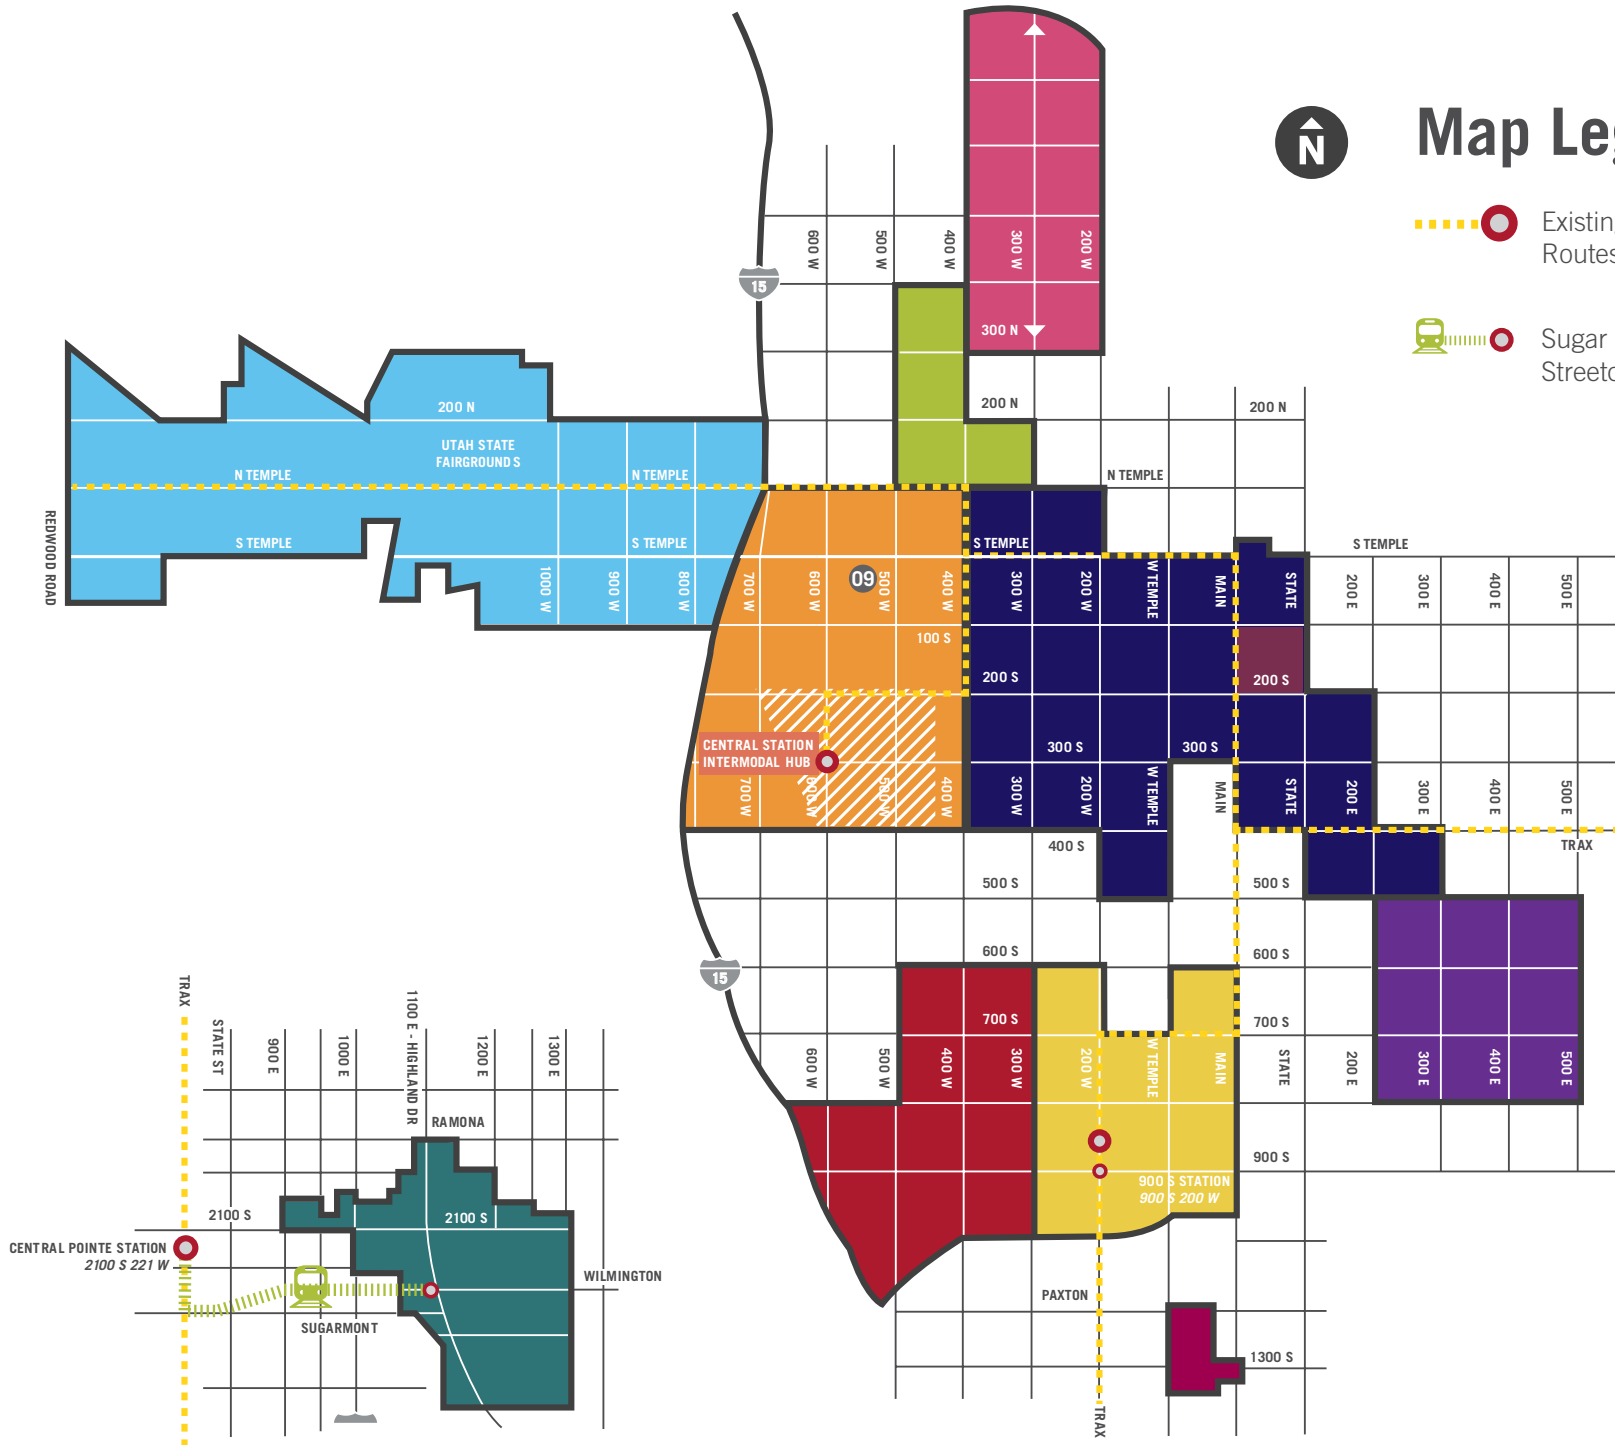 N
Map Leg
Existin
Routes
Sugar
Streetc
15
600 W
500 W
400 W
300 W
200 W
300 N
200 N
200 N
200 N
UTAH STATE
FAIRGROUNDS
N TEMPLE
N TEMPLE
N TEMPLE
REDWOOD ROAD
S TEMPLE
S TEMPLE
S TEMPLE
S TEMPLE
1000 W
900 W
800 W
700 W
600 W
09
500 W
400 W
300 W
200 W
W TEMPLE
MAIN
STATE
200 E
300 E
400 E
500 E
100 S
200 S
200 S
CENTRAL STATION
INTERMODAL HUB
300 S
300 S
700 W
600 W
500 W
400 W
300 W
200 W
W TEMPLE
MAIN
STATE
200 E
300 E
400 E
500 E
400 S
TRAX
500 S
500 S
600 S
600 S
15
700 S
700 S
600 W
500 W
400 W
300 W
200 W
W TEMPLE
MAIN
STATE
200 E
300 E
400 E
500 E
900 S
900 S STATION
900 S 200 W
PAXTON
1300 S
TRAX
TRAX
STATE ST
900 E
1000 E
1100 E - HIGHLAND DR
1200 E
1300 E
RAMONA
2100 S
2100 S
CENTRAL POINTE STATION
2100 S 221 W
WILMINGTON
SUGARMONT